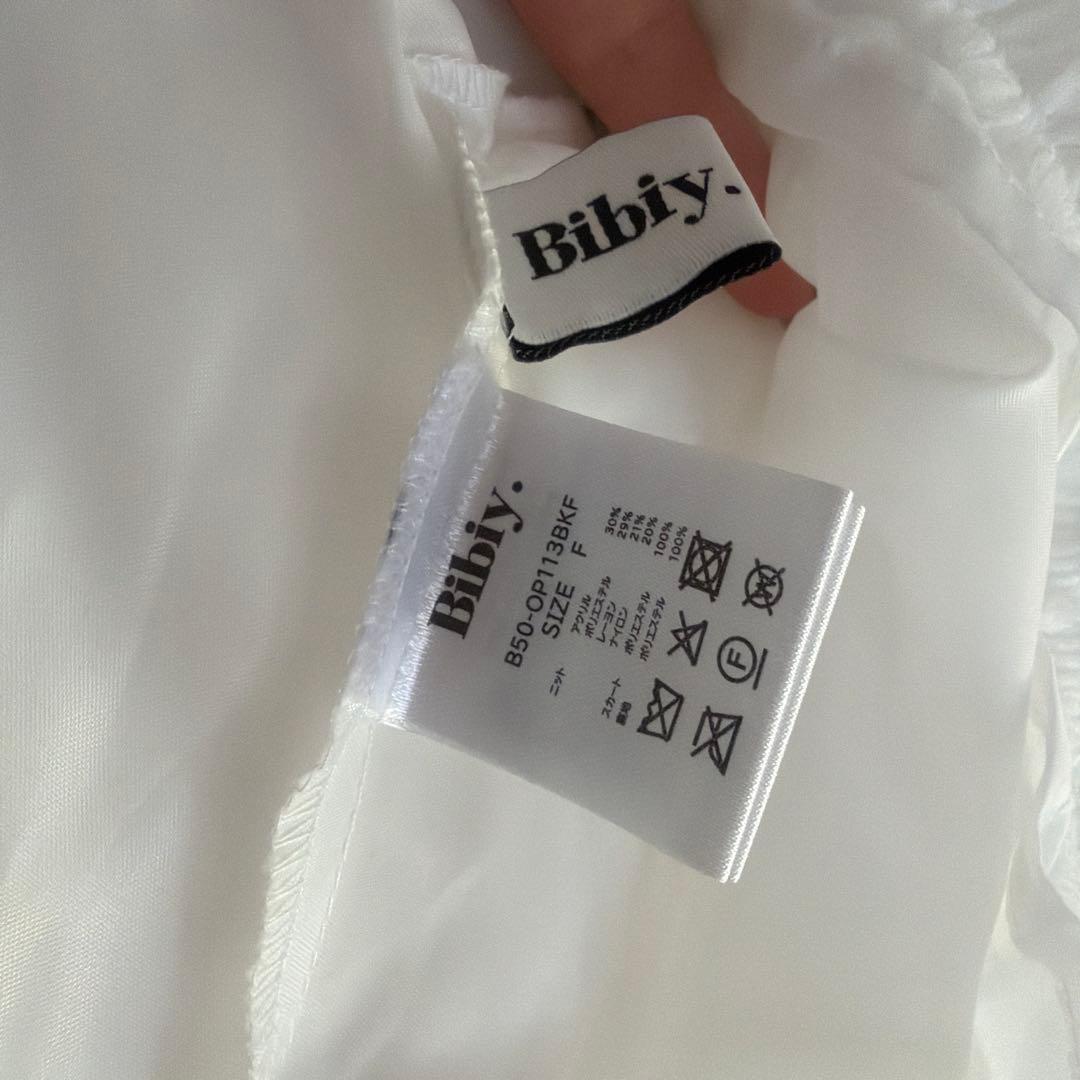 Bibiy.
Bibiy.
B50-OP113BKF
SIZE F
ニット アクリル 30%
ポリエステル 29%
レーヨン 21%
ナイロン 20%
スカート ポリエステル 100%
裏地 ポリエステル 100%
F
W